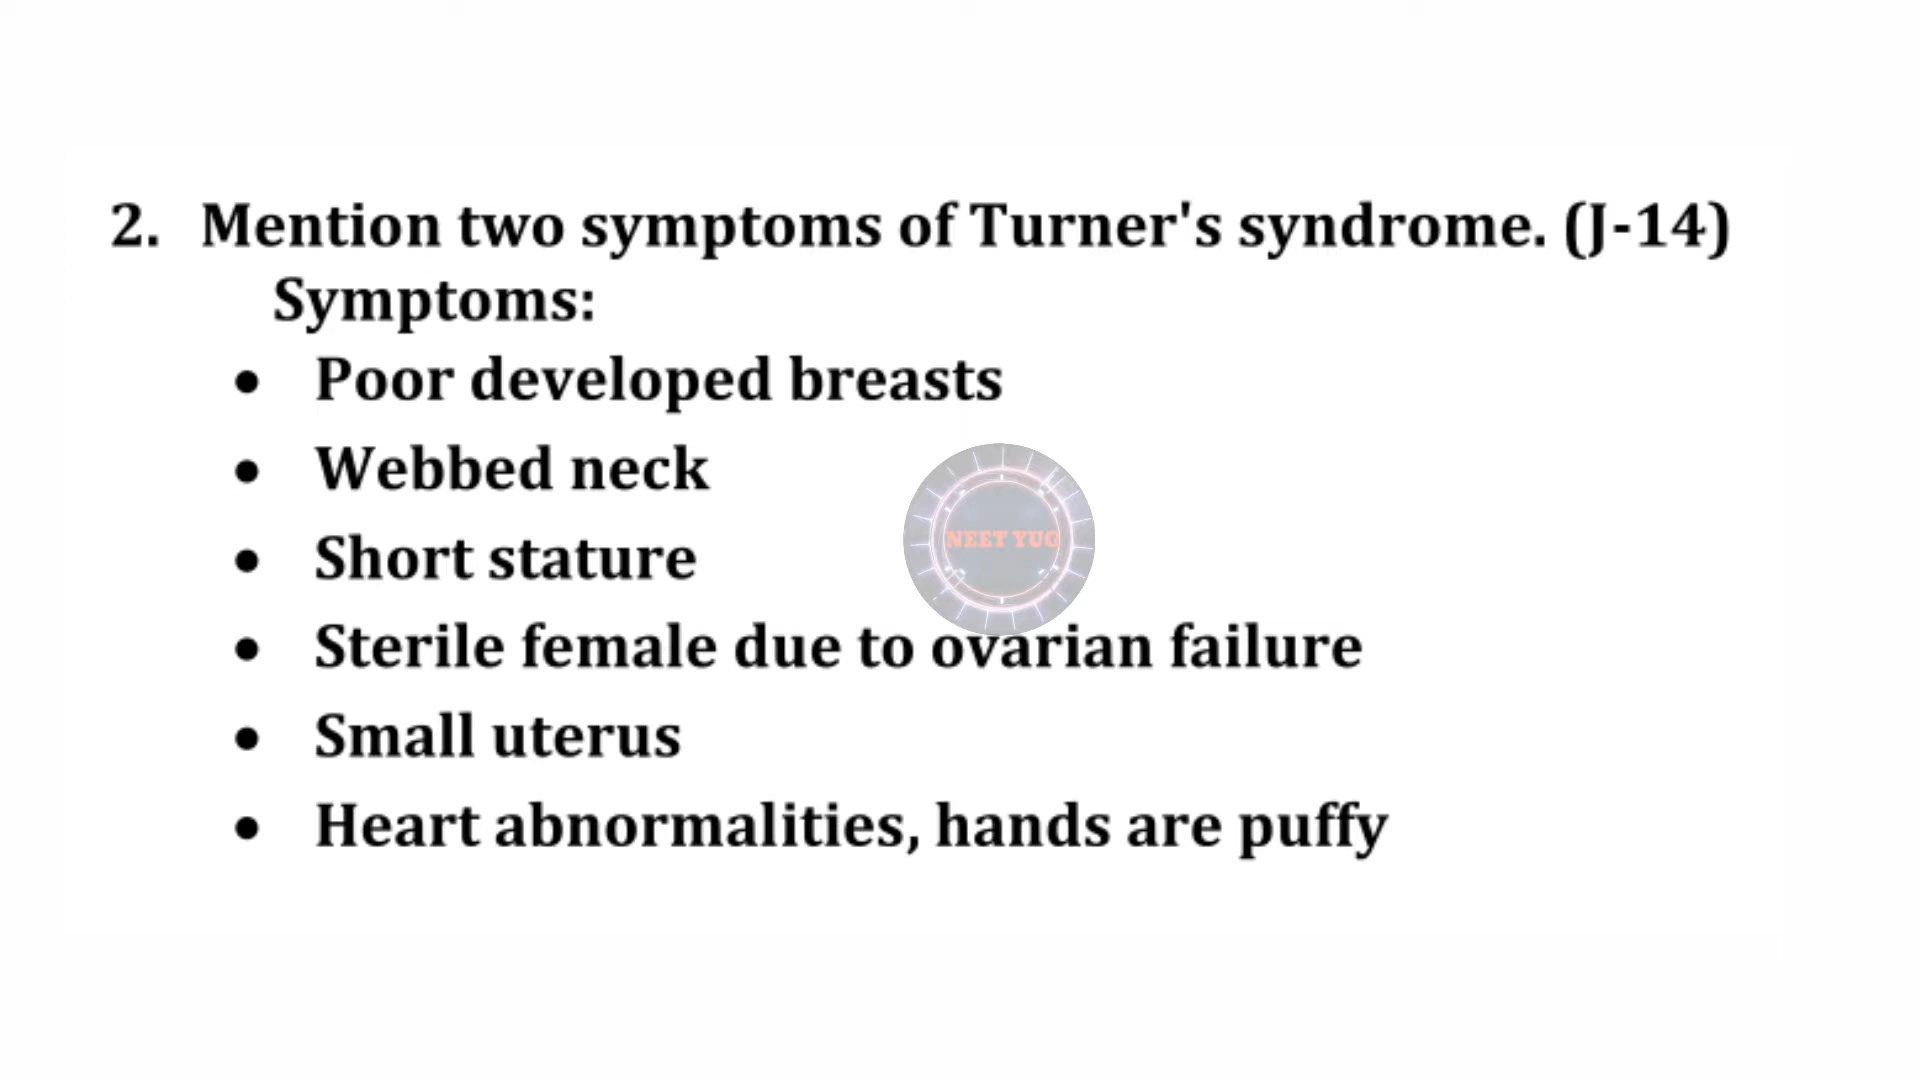 2. Mention two symptoms of Turner's syndrome. (J-14)
Symptoms:
• Poor developed breasts
• Webbed neck
• Short stature
NEET YUG
• Sterile female due to ovarian failure
• Small uterus
• Heart abnormalities, hands are puffy